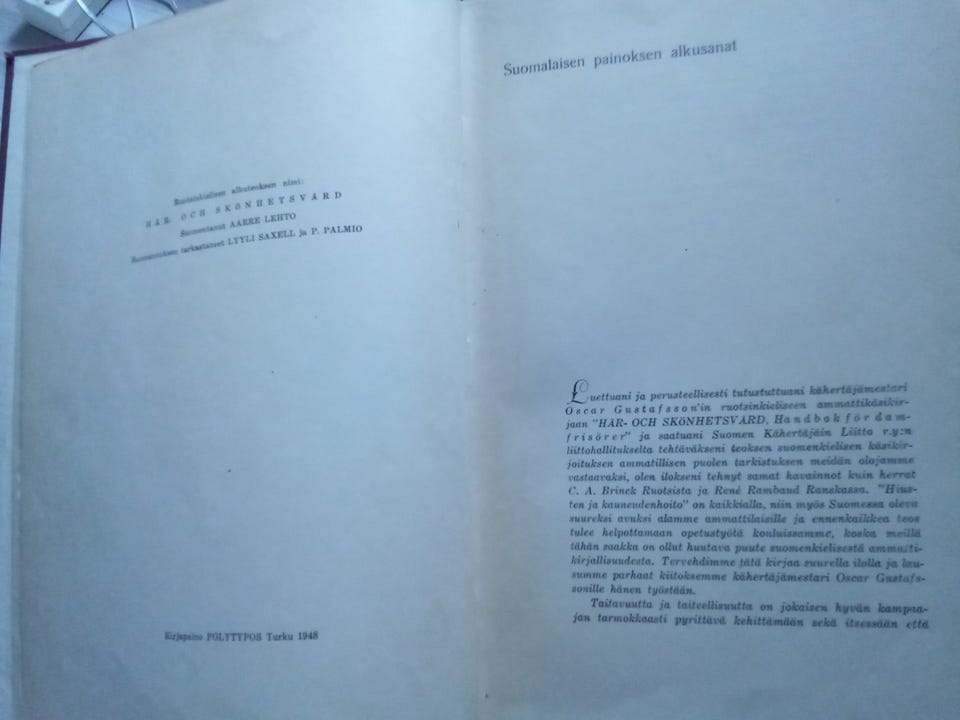 Ruotsinkielisen alkuteoksen nimi:
HÅR- OCH SKÖNHETSVÅRD
Suomentanut AARRE LEHTO
Suomennoksen tarkastaneet LYYLI SAXELL ja P. PALMIO
Kirjapaino POLYTYPOS Turku 1948
Suomalaisen painoksen alkusanat
Luettuani ja perusteellisesti tutustuttuani kähertäjämestari
Oscar Gustafsson'in ruotsinkieliseen ammattikäsikir-
jaan "HÅR- OCH SKÖNHETSVÅRD, Handbok för dam-
frisörer" ja saatuani Suomen Kähertäjäin Liitto r.y:n
liittohallitukselta tehtäväkseni teoksen suomenkielisen käsikir-
joituksen ammatillisen puolen tarkistuksen meidän olojamme
vastaavaksi, olen ilokseni tehnyt samat havainnot kuin herrat
C. A. Brinck Ruotsista ja René Rambaud Ranskassa. "Hius-
ten ja kauneudenhoito" on kaikkialla, niin myös Suomessa oleva
suureksi avuksi alamme ammattilaisille ja ennenkaikkea teos
tulee helpottamaan opetustyötä kouluissamme, koska meillä
tähän saakka on ollut huutava puute suomenkielisestä ammatti-
kirjallisuudesta. Tervehdimme tätä kirjaa suurella ilolla ja lau-
summe parhaat kiitoksemme kähertäjämestari Oscar Gustafs-
sonille hänen työstään.
Taitavuutta ja taiteellisuutta on jokaisen hyvän kampaa-
jan tarmokkaasti pyrittävä kehittämään sekä itsessään että